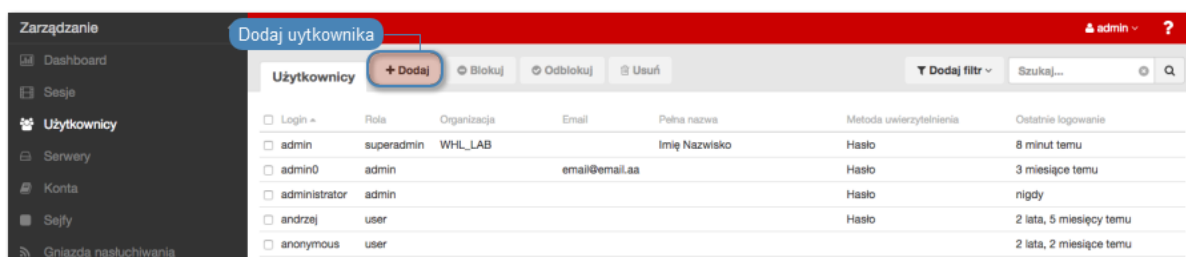 Zarządzanie
Dodaj uytkownika
admin
?
Dashboard
Sesje
Użytkownicy
Serwery
Konta
Sejfy
Gniazda nasłuchiwania
Użytkownicy
+ Dodaj
Blokuj
Odblokuj
Usuń
Dodaj filtr
Szukaj...
Login Rola Organizacja Email Pełna nazwa Metoda uwierzytelnienia Ostatnie logowanie
admin superadmin WHL_LAB Imię Nazwisko Hasło 8 minut temu
admin0 admin email@email.aa Hasło 3 miesiące temu
administrator admin Hasło nigdy
andrzej user Hasło 2 lata, 5 miesięcy temu
anonymous user 2 lata, 2 miesiące temu